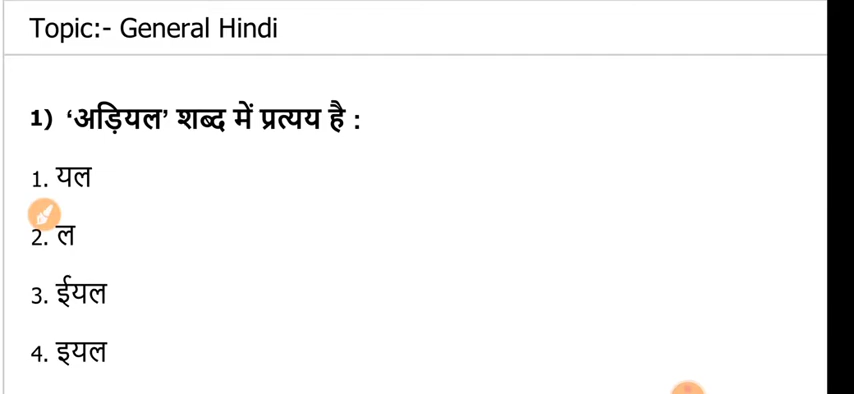 Topic:- General Hindi
1) ‘अड़ियल’ शब्द में प्रत्यय है :
1. यल
2. ल
3. ईयल
4. इयल